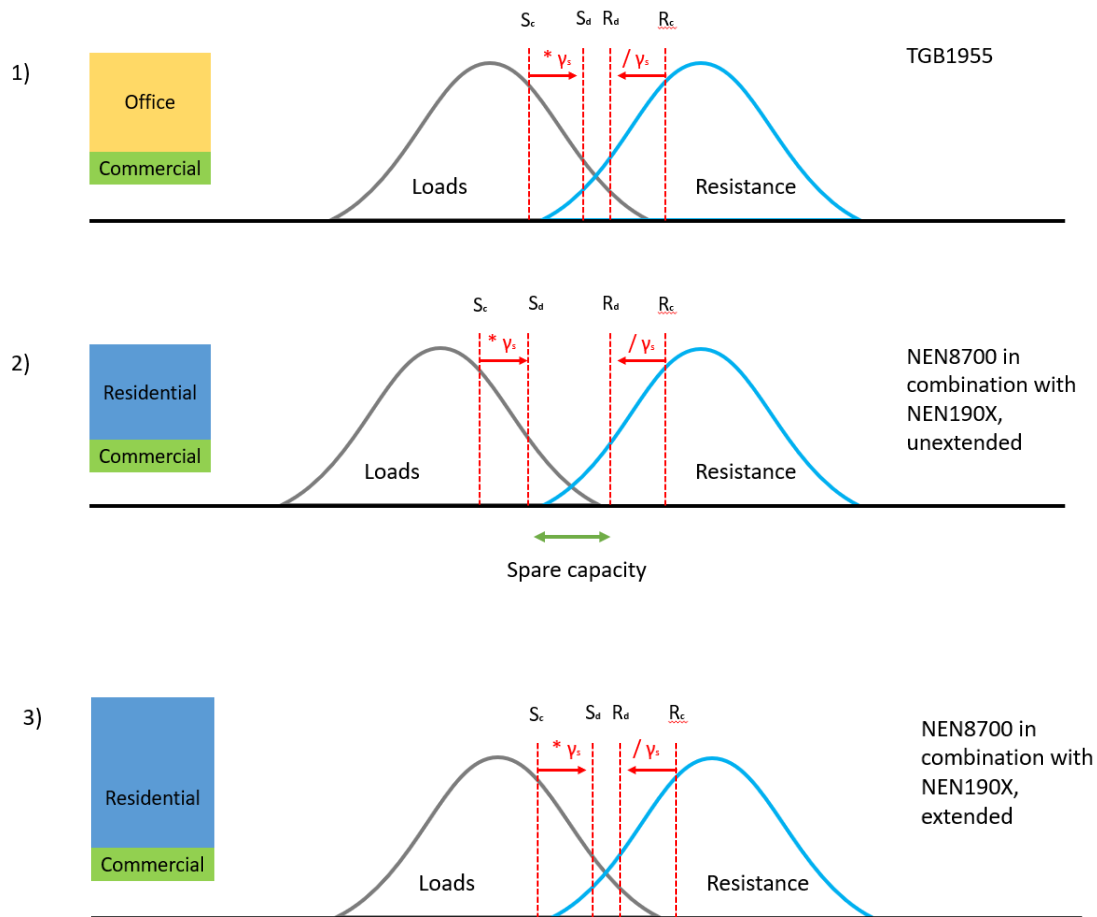 Sc Sd Rd Rc
1)
* γs / γs
TGB1955
Office
Commercial
Loads
Resistance
Sc Sd Rd Rc
2)
* γs / γs
NEN8700 in
combination with
NEN190X,
unextended
Residential
Commercial
Loads
Resistance
Spare capacity
3)
Sc Sd Rd Rc
* γs / γs
NEN8700 in
combination with
NEN190X,
extended
Residential
Commercial
Loads
Resistance